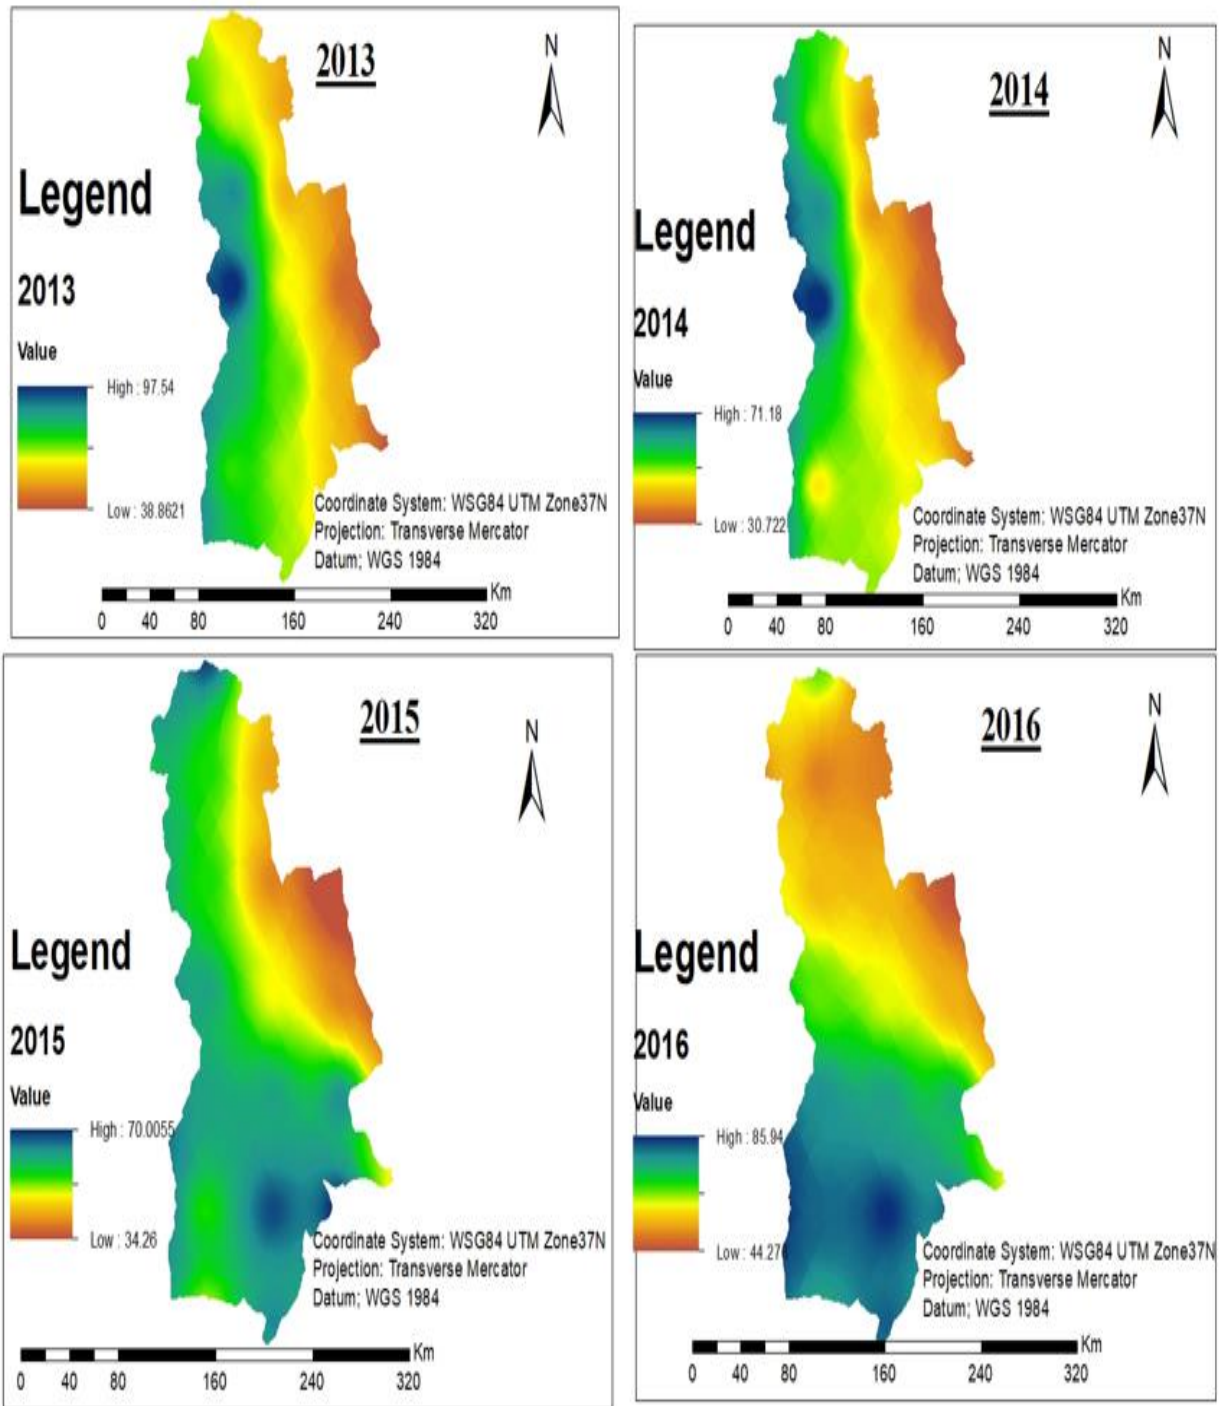 2013
N
Legend
2013
Value
High : 97.54
Low : 38.8621
Coordinate System: WSG84 UTM Zone37N
Projection: Transverse Mercator
Datum; WGS 1984
Km
0 40 80 160 240 320
2014
N
Legend
2014
Value
High : 71.18
Low : 30.722
Coordinate System: WSG84 UTM Zone37N
Projection: Transverse Mercator
Datum; WGS 1984
Km
0 40 80 160 240 320
2015
N
Legend
2015
Value
High : 70.0055
Low : 34.26
Coordinate System: WSG84 UTM Zone37N
Projection: Transverse Mercator
Datum; WGS 1984
Km
0 40 80 160 240 320
2016
N
Legend
2016
Value
High : 85.94
Low :
Coordinate System: WSG84 UTM Zone37N
Projection: Transverse Mercator
Datum; WGS 1984
Km
0 40 80 160 240 320